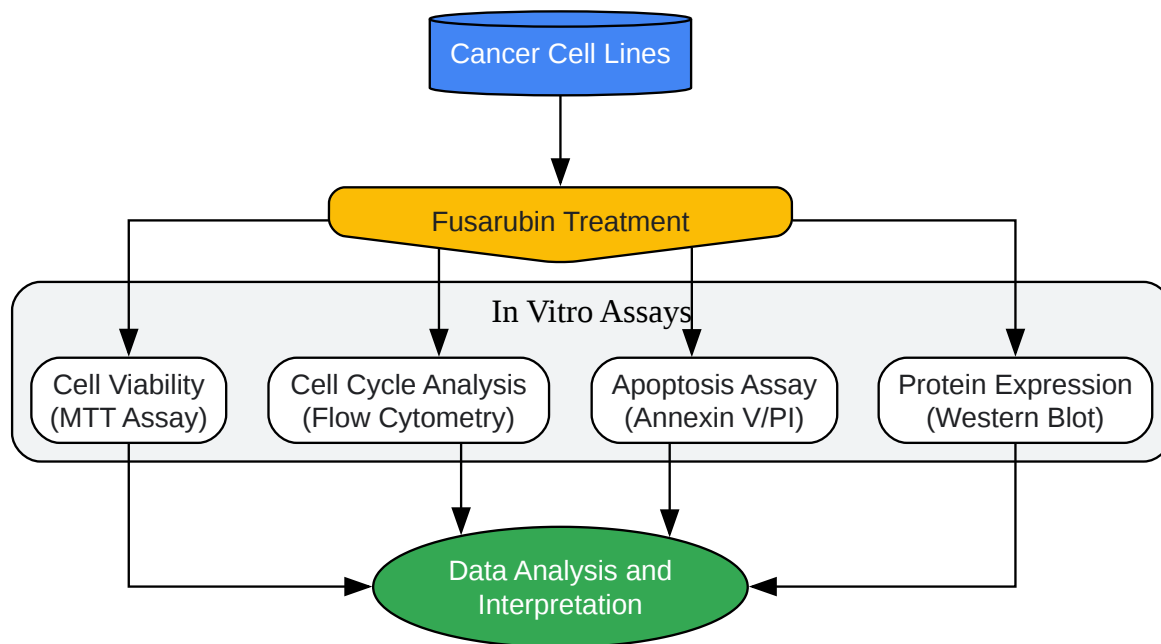 Cancer Cell Lines
Fusarubin Treatment
In Vitro Assays
Cell Viability
(MTT Assay)
Cell Cycle Analysis
(Flow Cytometry)
Apoptosis Assay
(Annexin V/PI)
Protein Expression
(Western Blot)
Data Analysis and
Interpretation